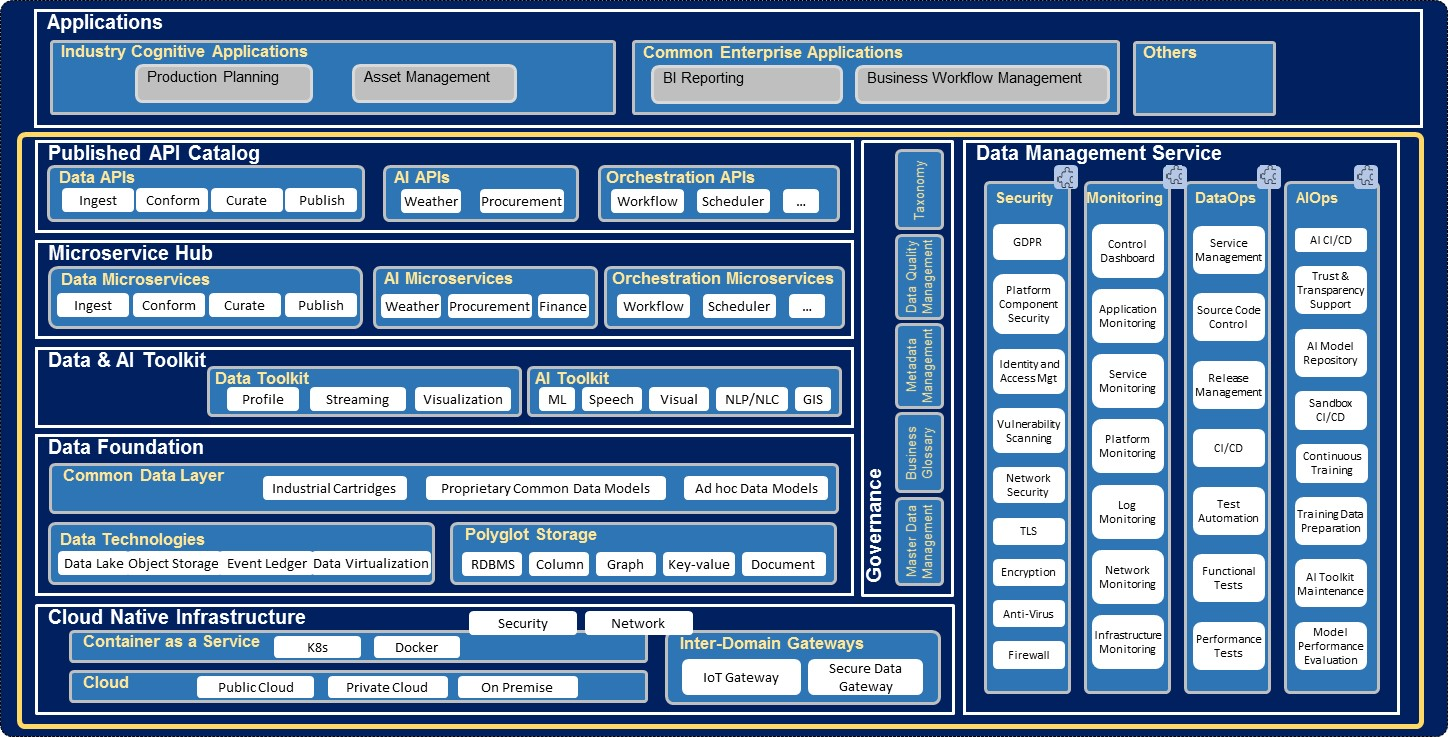 Applications
Industry Cognitive Applications
Production Planning
Asset Management
Common Enterprise Applications
BI Reporting
Business Workflow Management
Others
Published API Catalog
Data APIs
Ingest
Conform
Curate
Publish
AI APIs
Weather
Procurement
Orchestration APIs
Workflow
Scheduler
...
Microservice Hub
Data Microservices
Ingest
Conform
Curate
Publish
AI Microservices
Weather
Procurement
Finance
Orchestration Microservices
Workflow
Scheduler
...
Data & AI Toolkit
Data Toolkit
Profile
Streaming
Visualization
AI Toolkit
ML
Speech
Visual
NLP/NLC
GIS
Data Foundation
Common Data Layer
Industrial Cartridges
Proprietary Common Data Models
Ad hoc Data Models
Data Technologies
Data Lake
Object Storage
Event Ledger
Data Virtualization
Polyglot Storage
RDBMS
Column
Graph
Key-value
Document
Governance
Taxonomy
Data Quality
Management
Metadata
Management
Business
Glossary
Master Data
Management
Cloud Native Infrastructure
Security
Network
Container as a Service
K8s
Docker
Cloud
Public Cloud
Private Cloud
On Premise
Inter-Domain Gateways
IoT Gateway
Secure Data
Gateway
Data Management Service
Security
GDPR
Platform
Component
Security
Identity and
Access Mgt
Vulnerability
Scanning
Network
Security
TLS
Encryption
Anti-Virus
Firewall
Monitoring
Control
Dashboard
Application
Monitoring
Service
Monitoring
Platform
Monitoring
Log
Monitoring
Network
Monitoring
Infrastructure
Monitoring
DataOps
Service
Management
Source Code
Control
Release
Management
CI/CD
Test
Automation
Functional
Tests
Performance
Tests
AIOps
AI CI/CD
Trust &
Transparency
Support
AI Model
Repository
Sandbox
CI/CD
Continuous
Training
Training Data
Preparation
AI Toolkit
Maintenance
Model
Performance
Evaluation